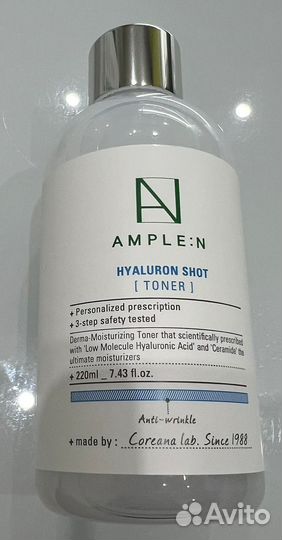 AMPLE:N
HYALURON SHOT
[ TONER ]
+ Personalized prescription
+ 3-step safety tested
Derma-Moisturizing Toner that scientifically prescribed
with 'Low Molecule Hyaluronic Acid' and 'Ceramide' the
ultimate moisturizers
+ 220ml _ 7.43 fl.oz.
Anti-wrinkle
+ made by : Coreana lab. Since 1988
Avito